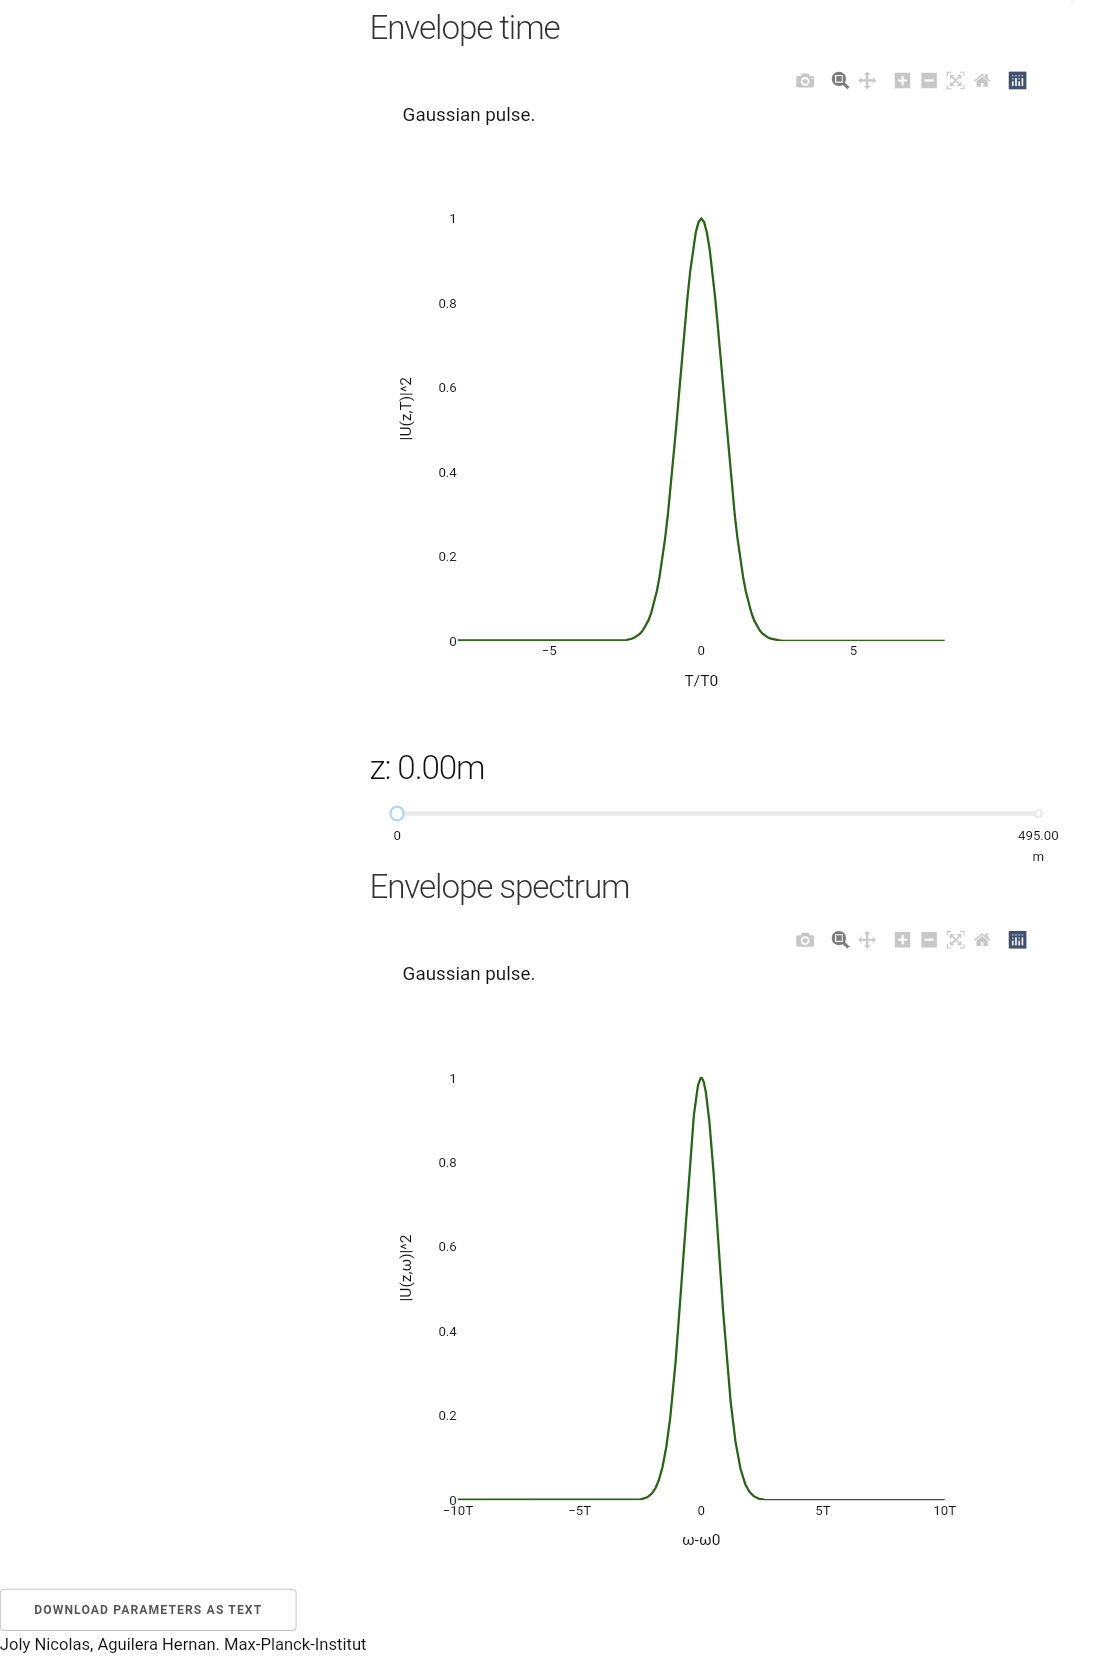 Envelope time
Gaussian pulse.
1
0.8
0.6
0.4
0.2
0
|U(z,T)|^2
−5
0
5
T/T0
z: 0.00m
0
495.00
m
Envelope spectrum
Gaussian pulse.
1
0.8
0.6
0.4
0.2
0
|U(z,ω)|^2
−10T
−5T
0
5T
10T
ω-ω0
DOWNLOAD PARAMETERS AS TEXT
Joly Nicolas, Aguilera Hernan. Max-Planck-Institut